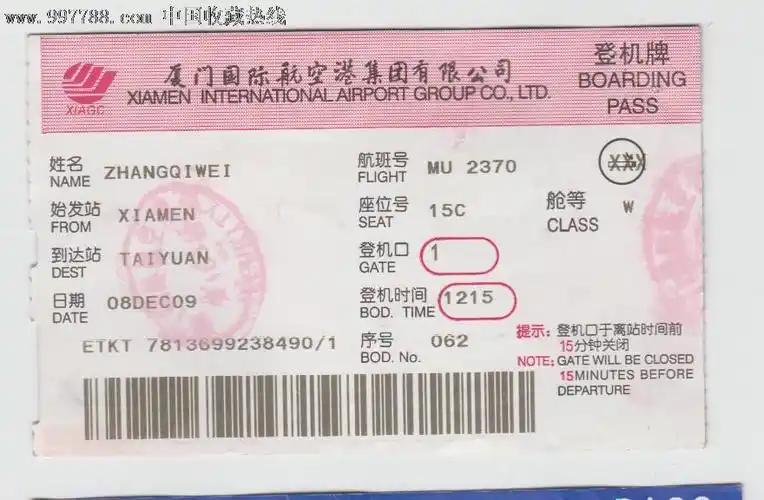 www.997788.com 中国收藏热线
厦门国际航空港集团有限公司
XIAMEN INTERNATIONAL AIRPORT GROUP CO., LTD.
XIAGC
登机牌
BOARDING
PASS
姓名 NAME ZHANGQIWEI
航班号 FLIGHT MU 2370
始发站 FROM XIAMEN
座位号 SEAT 15C
舱等 CLASS W
到达站 DEST TAIYUAN
登机口 GATE 1
日期 DATE 08DEC09
登机时间 BOD. TIME 1215
ETKT 7813699238490/1
序号 BOD. No. 062
提示: 登机口于离站时间前
15分钟关闭
NOTE: GATE WILL BE CLOSED
15MINUTES BEFORE
DEPARTURE